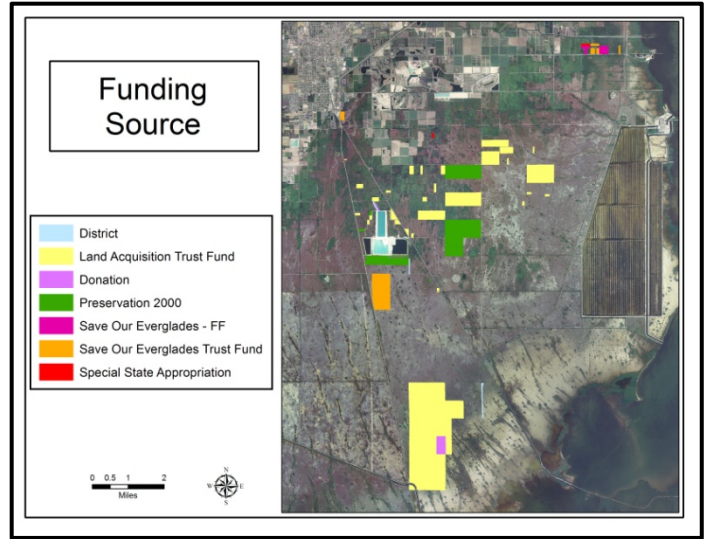 Funding
Source
District
Land Acquisition Trust Fund
Donation
Preservation 2000
Save Our Everglades - FF
Save Our Everglades Trust Fund
Special State Appropriation
0 0.5 1 2
Miles
N
W E
S